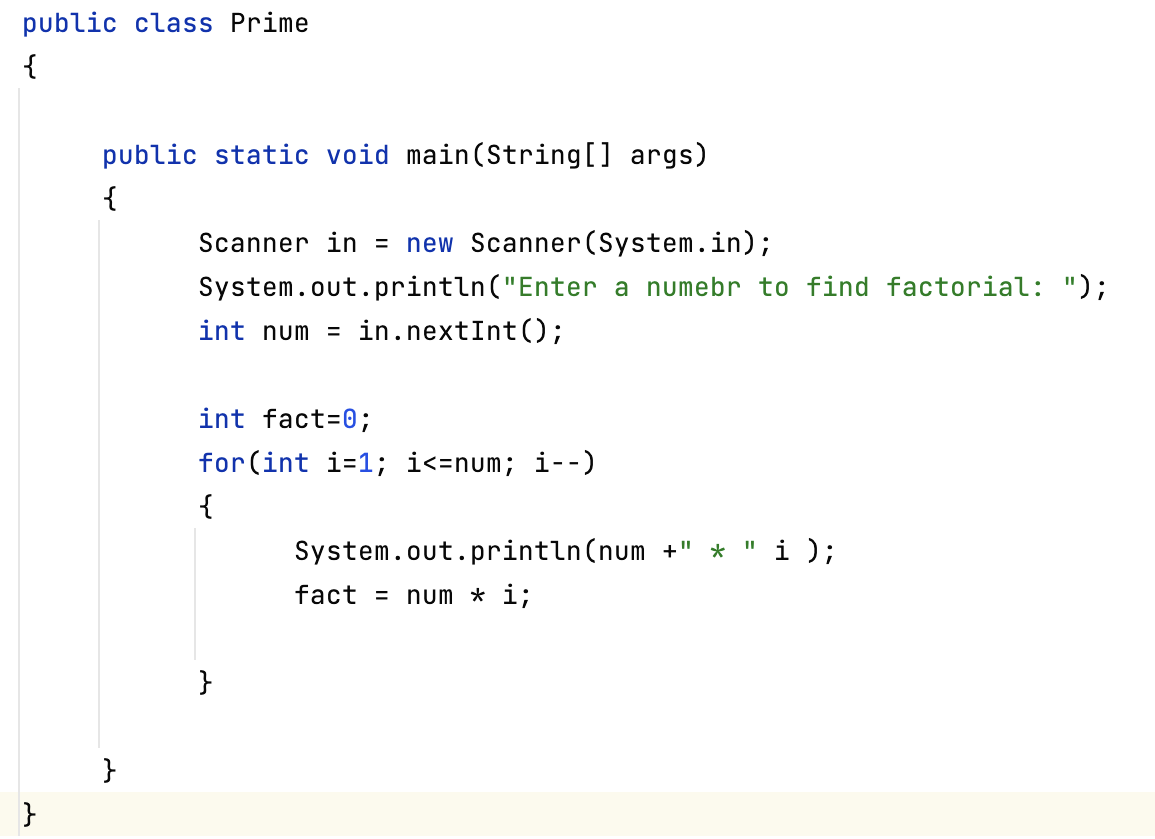 public class Prime
{
public static void main(String[] args)
{
Scanner in = new Scanner(System.in);
System.out.println("Enter a numebr to find factorial: ");
int num = in.nextInt();
int fact=0;
for(int i=1; i<=num; i--)
{
System.out.println(num +" * " i );
fact = num * i;
}
}
}